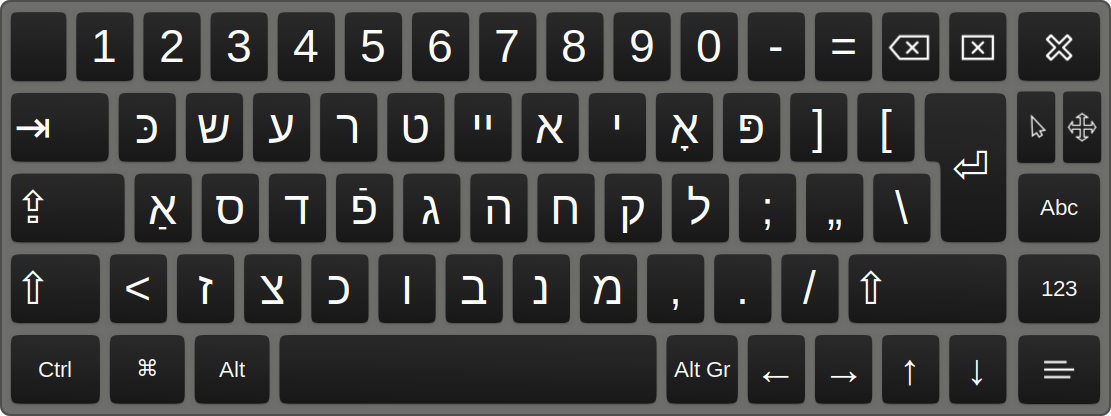 1 2 3 4 5 6 7 8 9 0 - =
⇥ כּ ש ע ר ט ײ א י אָ פּ ] [
⇪ אַ ס ד פֿ ג ה ח ק ל ; „ \ ⏎ Abc
⇧ < ז צ כ ו ב נ מ , . / ⇧ 123
Ctrl ⌘ Alt Alt Gr ← → ↑ ↓